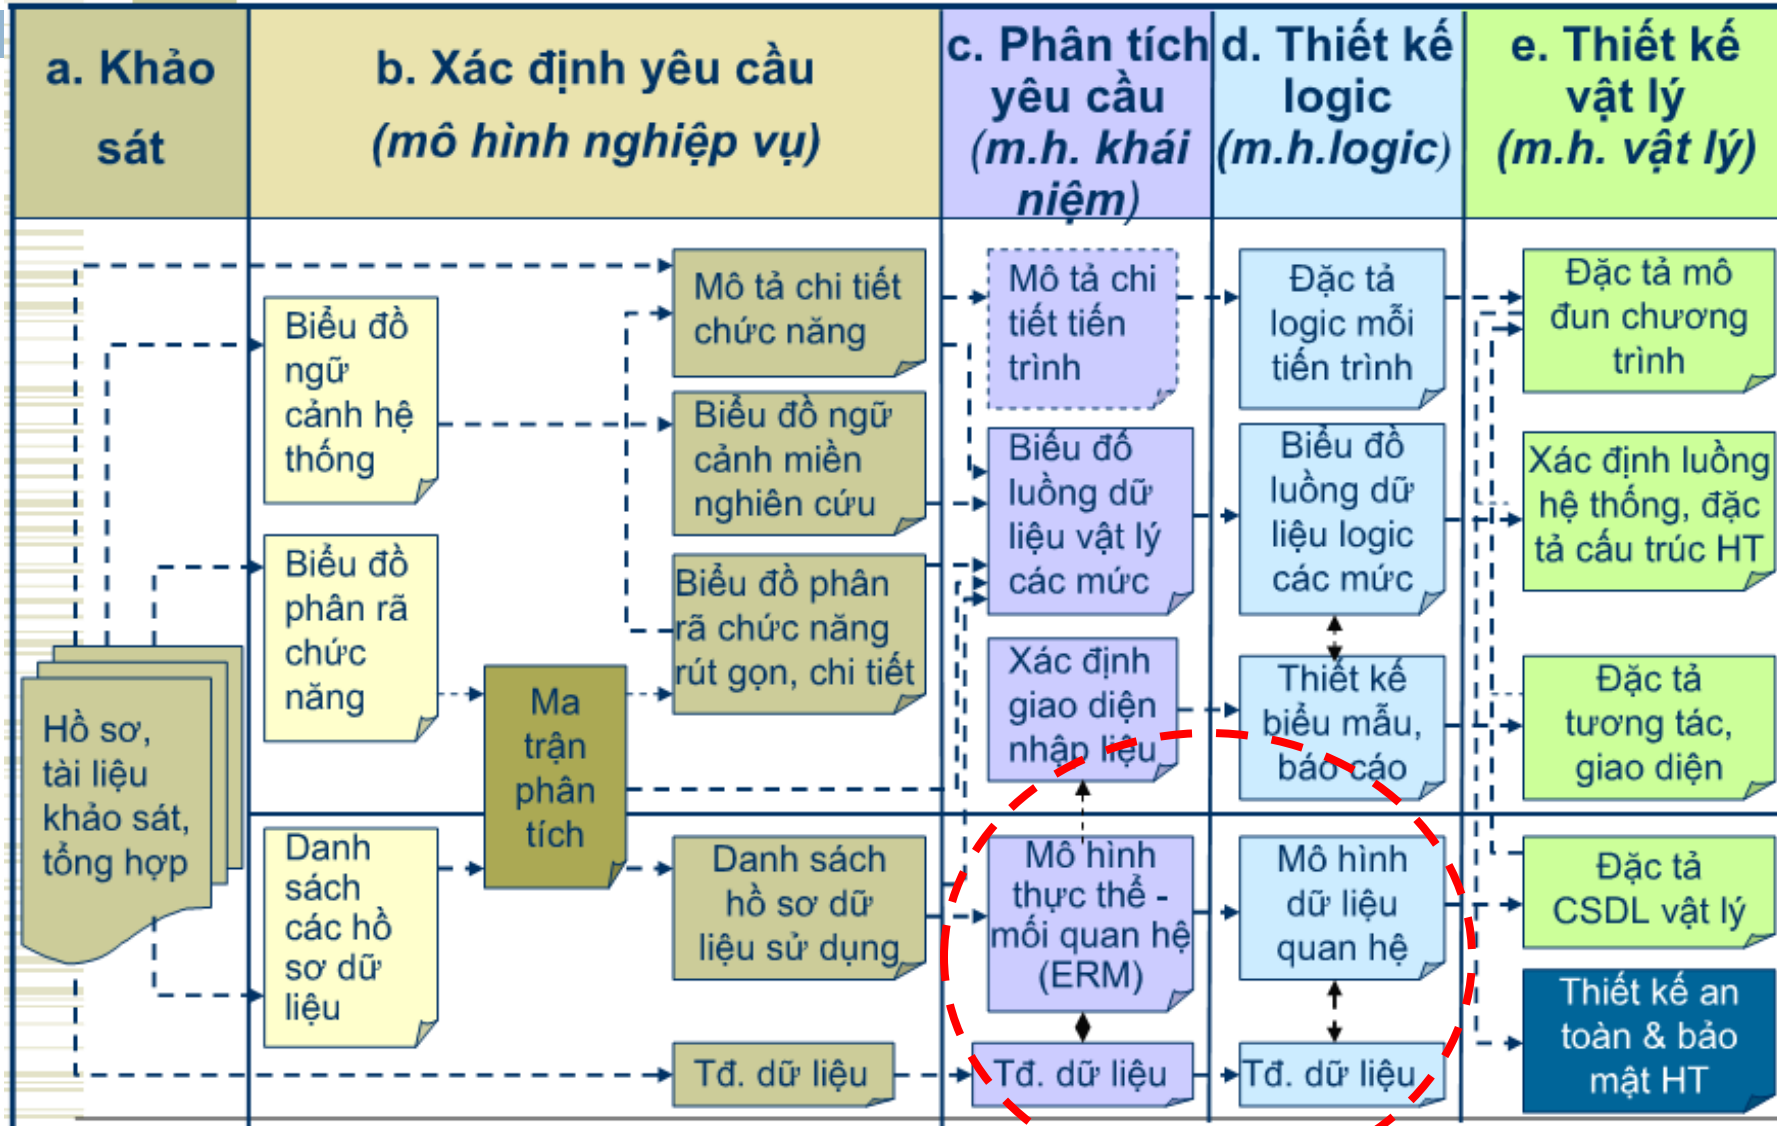 a. Khảo
sát
b. Xác định yêu cầu
(mô hình nghiệp vụ)
c. Phân tích
yêu cầu
(m.h. khái
niệm)
d. Thiết kế
logic
(m.h.logic)
e. Thiết kế
vật lý
(m.h. vật lý)
Hồ sơ,
tài liệu
khảo sát,
tổng hợp
Biểu đồ
ngữ
cảnh hệ
thống
Biểu đồ
phân rã
chức
năng
Danh
sách
các hồ
sơ dữ
liệu
Ma
trận
phân
tích
Mô tả chi tiết
chức năng
Biểu đồ ngữ
cảnh miền
nghiên cứu
Biểu đồ phân
rã chức năng
rút gọn, chi tiết
Danh sách
hồ sơ dữ
liệu sử dụng
Tđ. dữ liệu
Mô tả chi
tiết tiến
trình
Biểu đố
luồng dữ
liệu vật lý
các mức
Xác định
giao diện
nhập liệu
Mô hình
thực thể -
mối quan hệ
(ERM)
Tđ. dữ liệu
Đặc tả
logic mỗi
tiến trình
Biểu đồ
luồng dữ
liệu logic
các mức
Thiết kế
biểu mẫu,
báo cáo
Mô hình
dữ liệu
quan hệ
Tđ. dữ liệu
Đặc tả mô
đun chương
trình
Xác định luồng
hệ thống, đặc
tả cấu trúc HT
Đặc tả
tương tác,
giao diện
Đặc tả
CSDL vật lý
Thiết kế an
toàn & bảo
mật HT